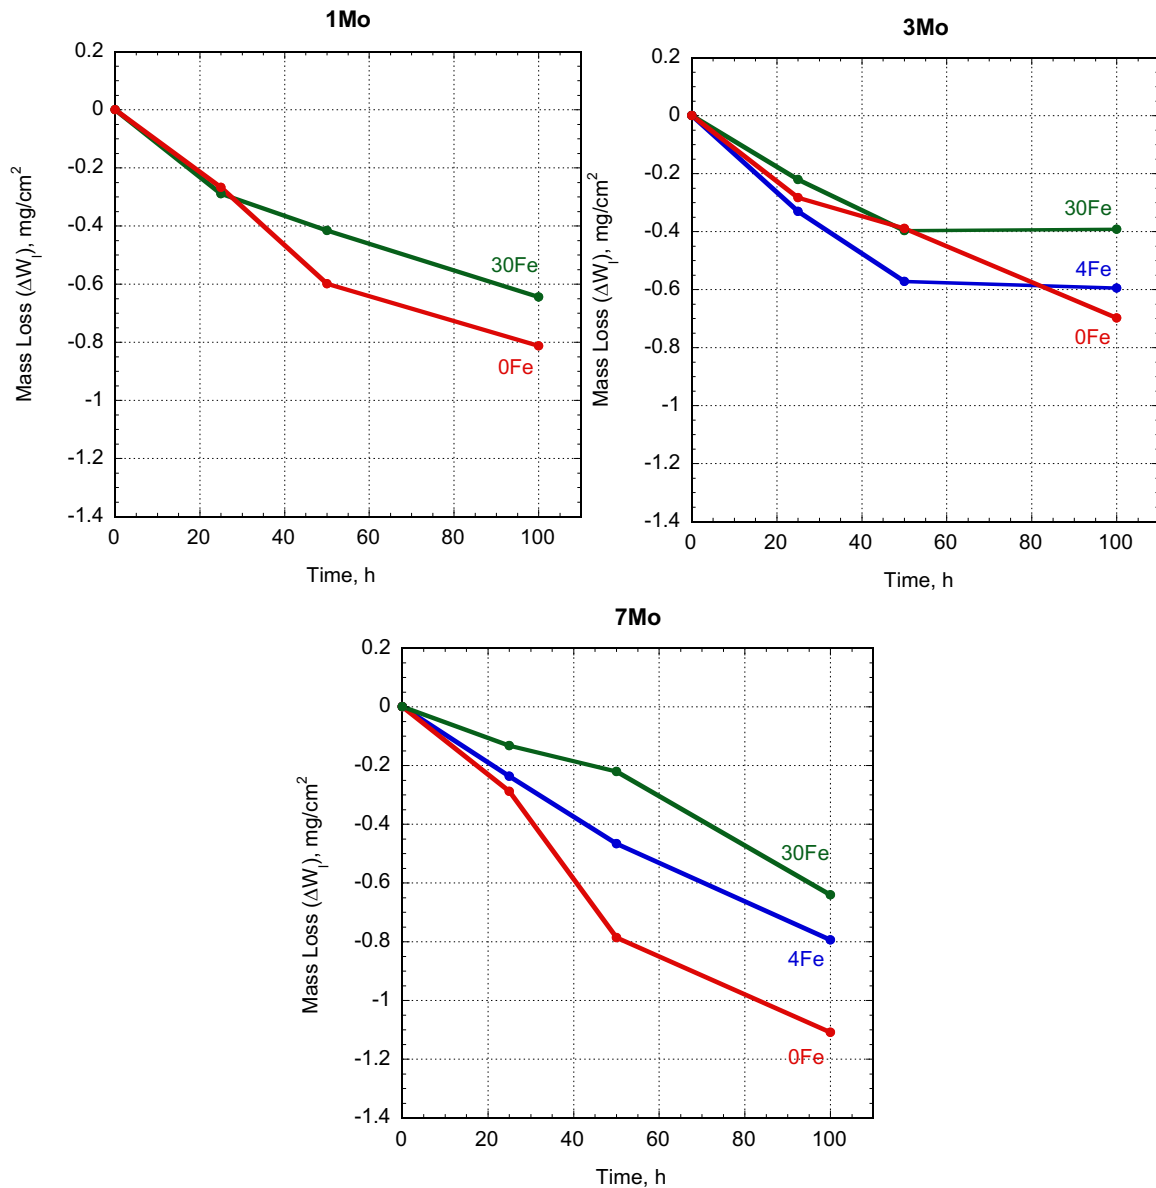 1Mo
0.2
0
-0.2
-0.4
-0.6
-0.8
-1
-1.2
-1.4
Mass Loss (ΔW_l), mg/cm²
30Fe
0Fe
0 20 40 60 80 100
Time, h
3Mo
0.2
0
-0.2
-0.4
-0.6
-0.8
-1
-1.2
-1.4
Mass Loss (ΔW_l), mg/cm²
30Fe
4Fe
0Fe
0 20 40 60 80 100
Time, h
7Mo
0.2
0
-0.2
-0.4
-0.6
-0.8
-1
-1.2
-1.4
Mass Loss (ΔW_l), mg/cm²
30Fe
4Fe
0Fe
0 20 40 60 80 100
Time, h